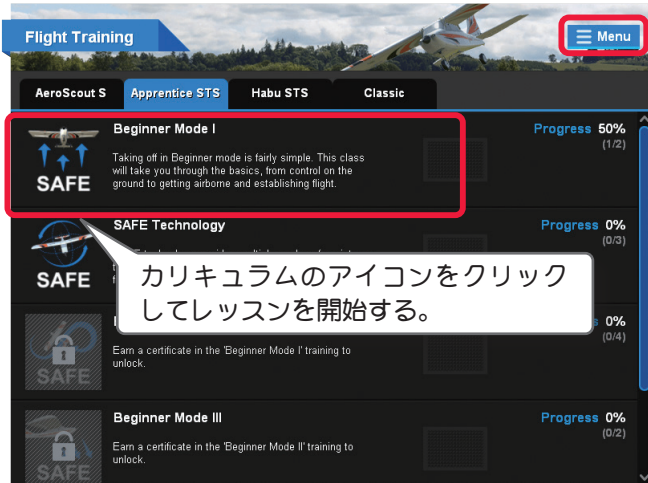 Flight Training
Menu
AeroScout S
Apprentice STS
Habu STS
Classic
Beginner Mode I
Progress 50%
(1/2)
Taking off in Beginner mode is fairly simple. This class
will take you through the basics, from control on the
ground to getting airborne and establishing flight.
SAFE
SAFE Technology
Progress 0%
(0/3)
SAFE
カリキュラムのアイコンをクリック
してレッスンを開始する。
0%
(0/4)
Earn a certificate in the 'Beginner Mode I' training to
unlock.
SAFE
Beginner Mode III
Progress 0%
(0/2)
Earn a certificate in the 'Beginner Mode II' training to
unlock.
SAFE